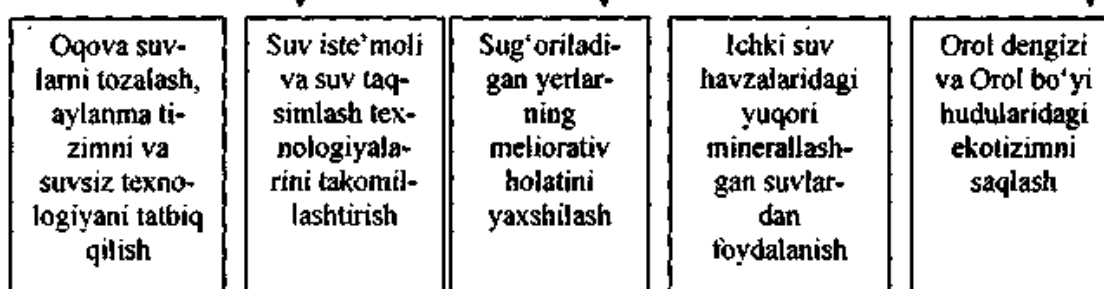 Oqova suv-
larni tozalash,
aylanma ti-
zimni va
suvsiz texno-
logiyani tatbiq
qilish
Suv iste’moli
va suv taq-
simlash tex-
nologiyala-
rini takomil-
lashtirish
Sug‘oriladi-
gan yerlar-
ning
meliorativ
holatini
yaxshilash
Ichki suv
havzalaridagi
yuqori
minerallash-
gan suvlar-
dan
foydalanish
Orol dengizi
va Orol bo‘yi
hudularidagi
ekotizimni
saqlash